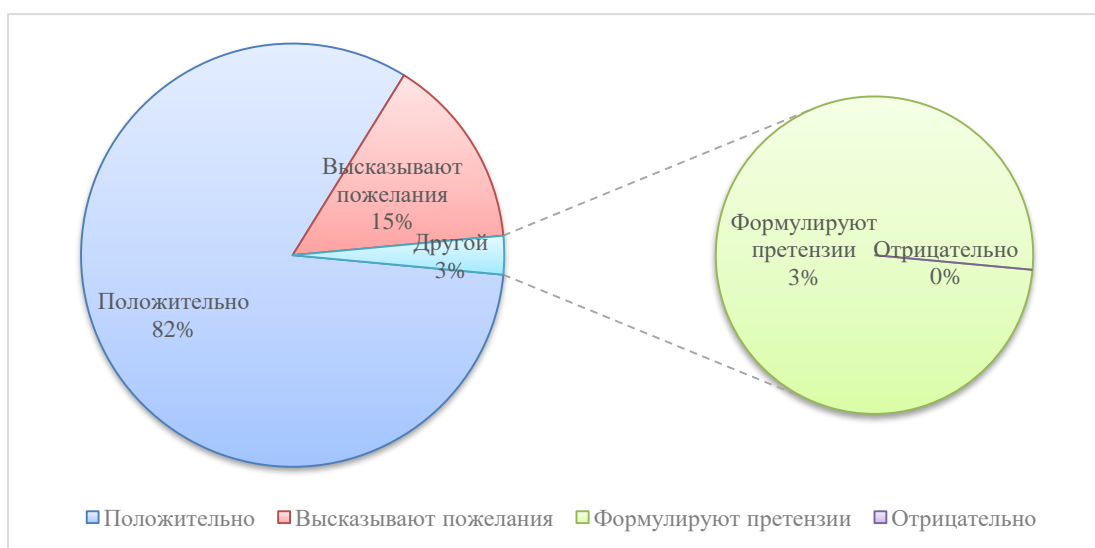 Высказывают
пожелания
15%
Другой
3%
Положительно
82%
Формулируют
претензии
3%
Отрицательно
0%
Положительно Высказывают пожелания Формулируют претензии Отрицательно